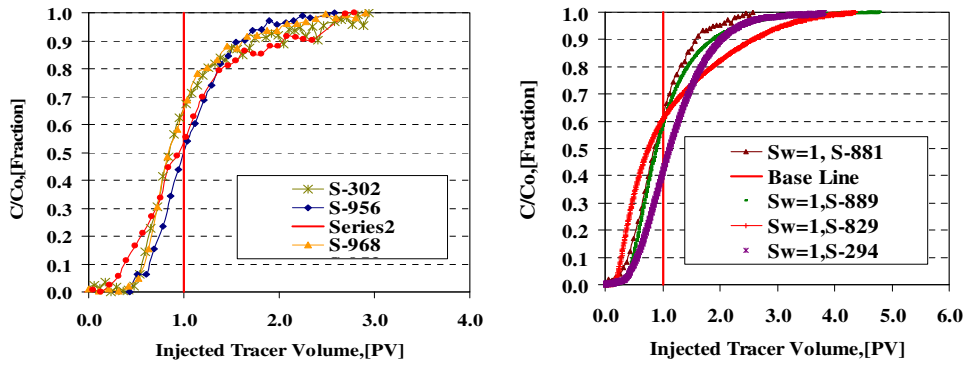 C/Co,[Fraction]
1.0
0.9
0.8
0.7
0.6
0.5
0.4
0.3
0.2
0.1
0.0
S-302
S-956
Series2
S-968
0.0 1.0 2.0 3.0 4.0
Injected Tracer Volume,[PV]
C/Co,[Fraction]
1.0
0.9
0.8
0.7
0.6
0.5
0.4
0.3
0.2
0.1
0.0
Sw=1, S-881
Base Line
Sw=1,S-889
Sw=1,S-829
Sw=1,S-294
0.0 1.0 2.0 3.0 4.0 5.0 6.0
Injected Tracer Volume,[PV]